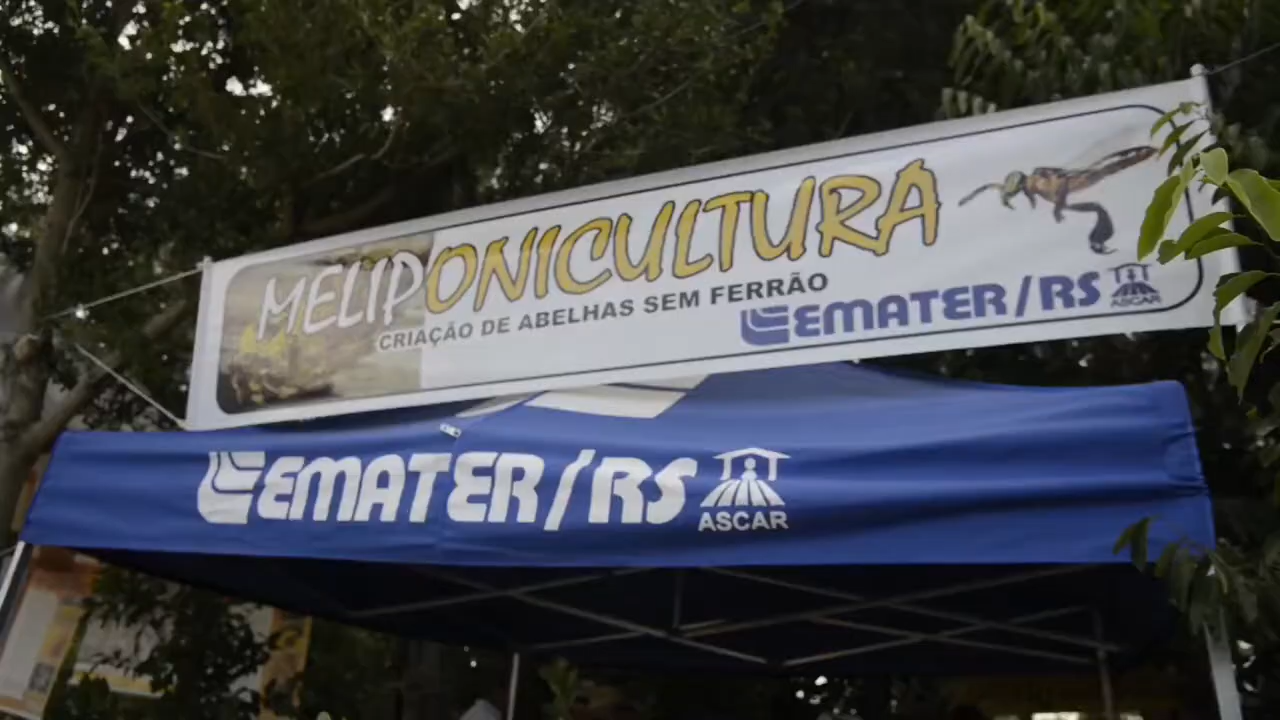 MELIPONICULTURA
CRIAÇÃO DE ABELHAS SEM FERRÃO
EMATER/RS
ASCAR
EMATER/RS
ASCAR